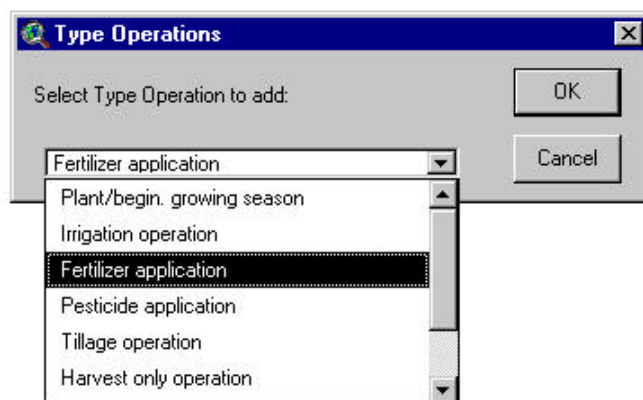 Type Operations
Select Type Operation to add:
OK
Fertilizer application
Cancel
Plant/begin. growing season
Irrigation operation
Fertilizer application
Pesticide application
Tillage operation
Harvest only operation